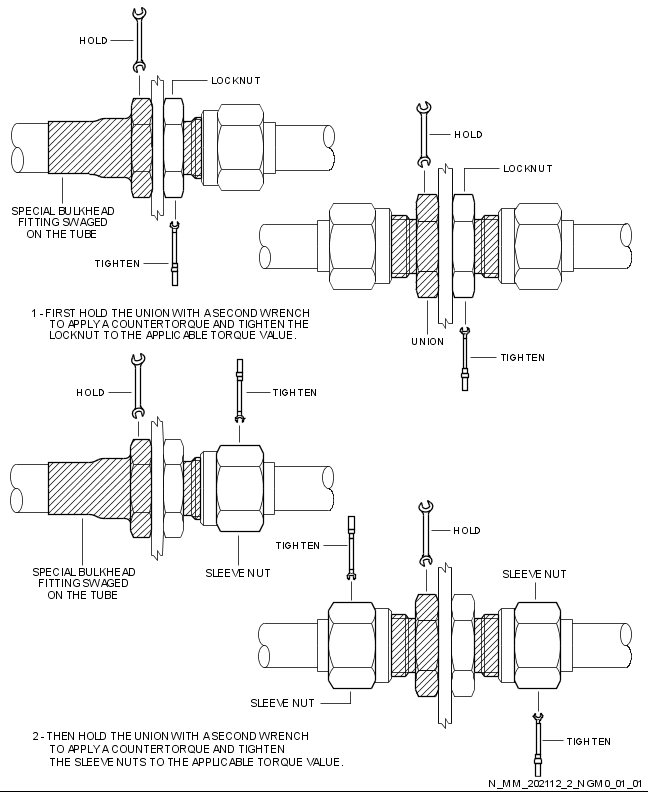 HOLD
LOCKNUT
SPECIAL BULKHEAD
FITTING SWAGED
ON THE TUBE
TIGHTEN
HOLD
LOCKNUT
UNION
TIGHTEN
1 - FIRST HOLD THE UNION WITH A SECOND WRENCH
TO APPLY A COUNTERTORQUE AND TIGHTEN THE
LOCKNUT TO THE APPLICABLE TORQUE VALUE.
HOLD
TIGHTEN
SPECIAL BULKHEAD
FITTING SWAGED
ON THE TUBE
SLEEVE NUT
TIGHTEN
HOLD
SLEEVE NUT
SLEEVE NUT
TIGHTEN
2 - THEN HOLD THE UNION WITH A SECOND WRENCH
TO APPLY A COUNTERTORQUE AND TIGHTEN
THE SLEEVE NUTS TO THE APPLICABLE TORQUE VALUE.
N_MM_202112_2_NGM0_01_01